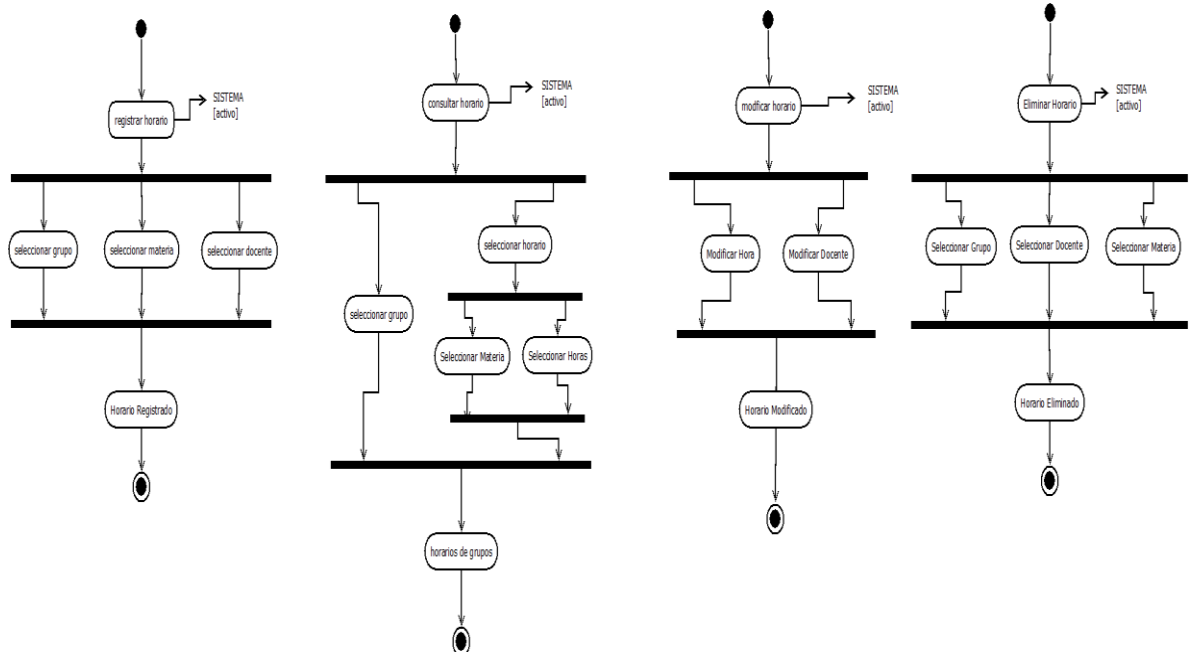 registrar horario
SISTEMA
[activo]
seleccionar grupo
seleccionar materia
seleccionar docente
Horario Registrado
consultar horario
SISTEMA
[activo]
seleccionar horario
seleccionar grupo
Seleccionar Materia
Seleccionar Horas
horarios de grupos
modficar horario
SISTEMA
[activo]
Modificar Hora
Modificar Docente
Horario Modificado
Eliminar Horario
SISTEMA
[activo]
Seleccionar Grupo
Seleccionar Docente
Seleccionar Materia
Horario Eliminado